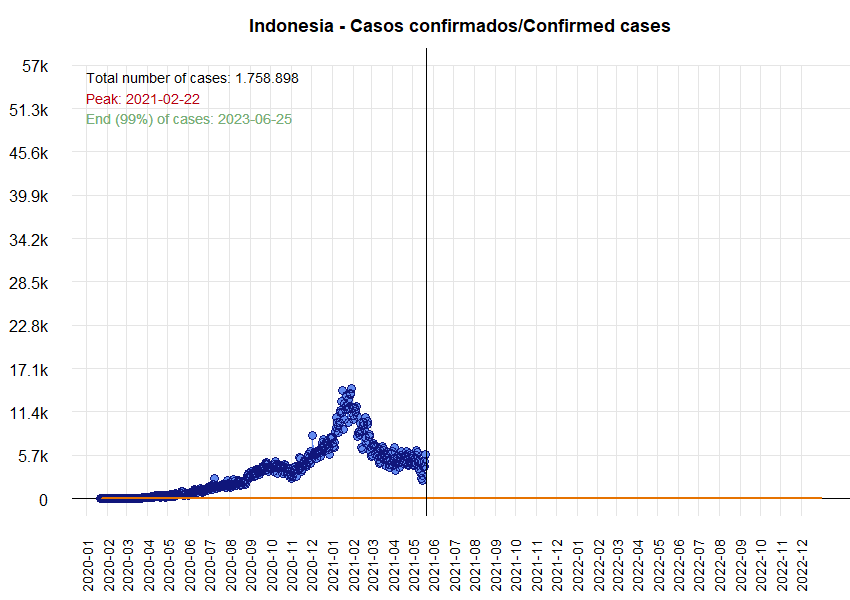 Indonesia - Casos confirmados/Confirmed cases
57k
Total number of cases: 1.758.898
Peak: 2021-02-22
End (99%) of cases: 2023-06-25
51.3k
45.6k
39.9k
34.2k
28.5k
22.8k
17.1k
11.4k
5.7k
0
2020-01
2020-02
2020-03
2020-04
2020-05
2020-06
2020-07
2020-08
2020-09
2020-10
2020-11
2020-12
2021-01
2021-02
2021-03
2021-04
2021-05
2021-06
2021-07
2021-08
2021-09
2021-10
2021-11
2021-12
2022-01
2022-02
2022-03
2022-04
2022-05
2022-06
2022-07
2022-08
2022-09
2022-10
2022-11
2022-12